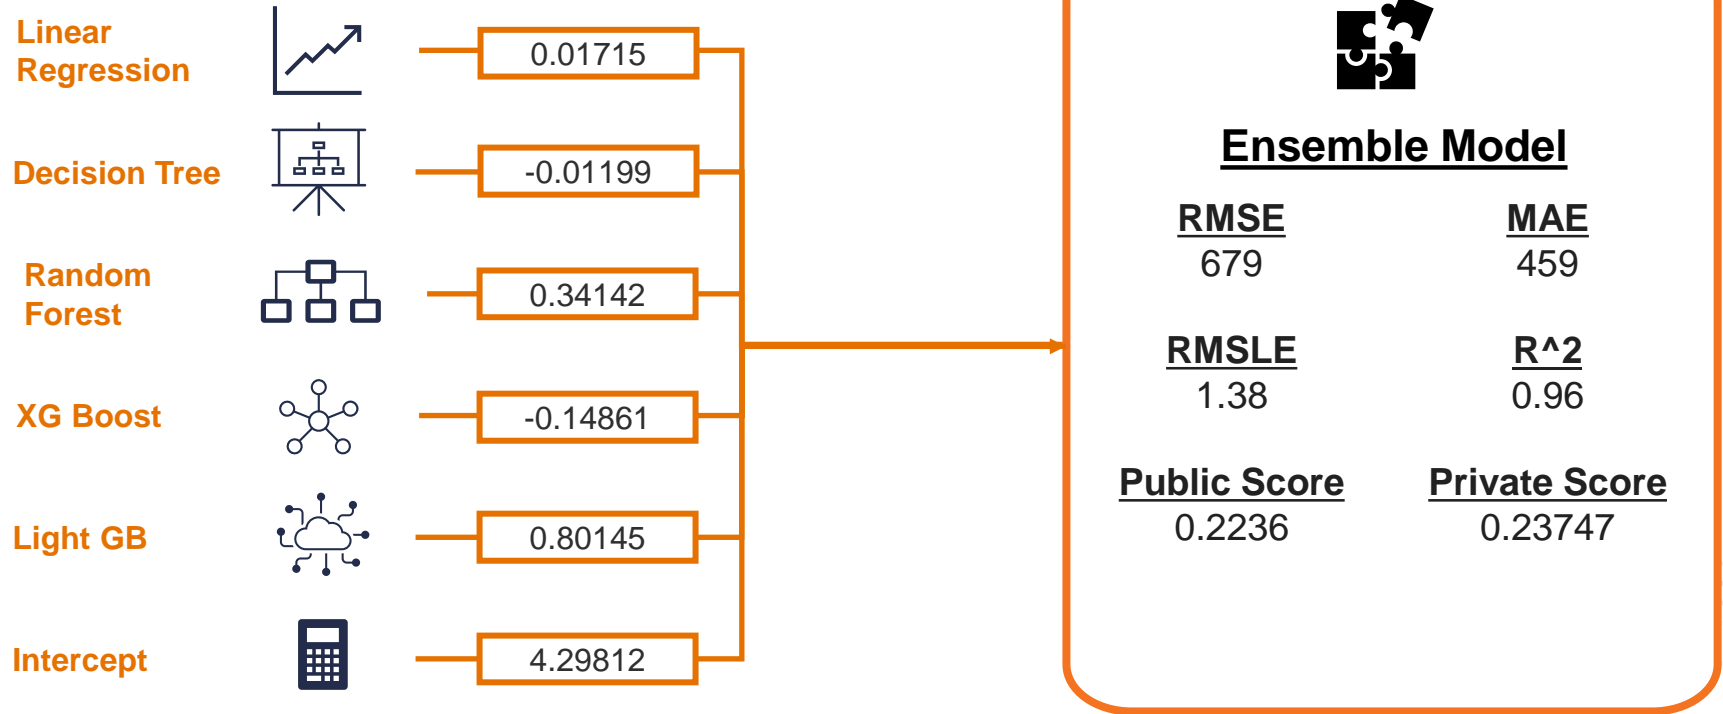 Linear
Regression
0.01715
Decision Tree
-0.01199
Random
Forest
0.34142
XG Boost
-0.14861
Light GB
0.80145
Intercept
4.29812
Ensemble Model
RMSE
MAE
679
459
RMSLE
R^2
1.38
0.96
Public Score
Private Score
0.2236
0.23747